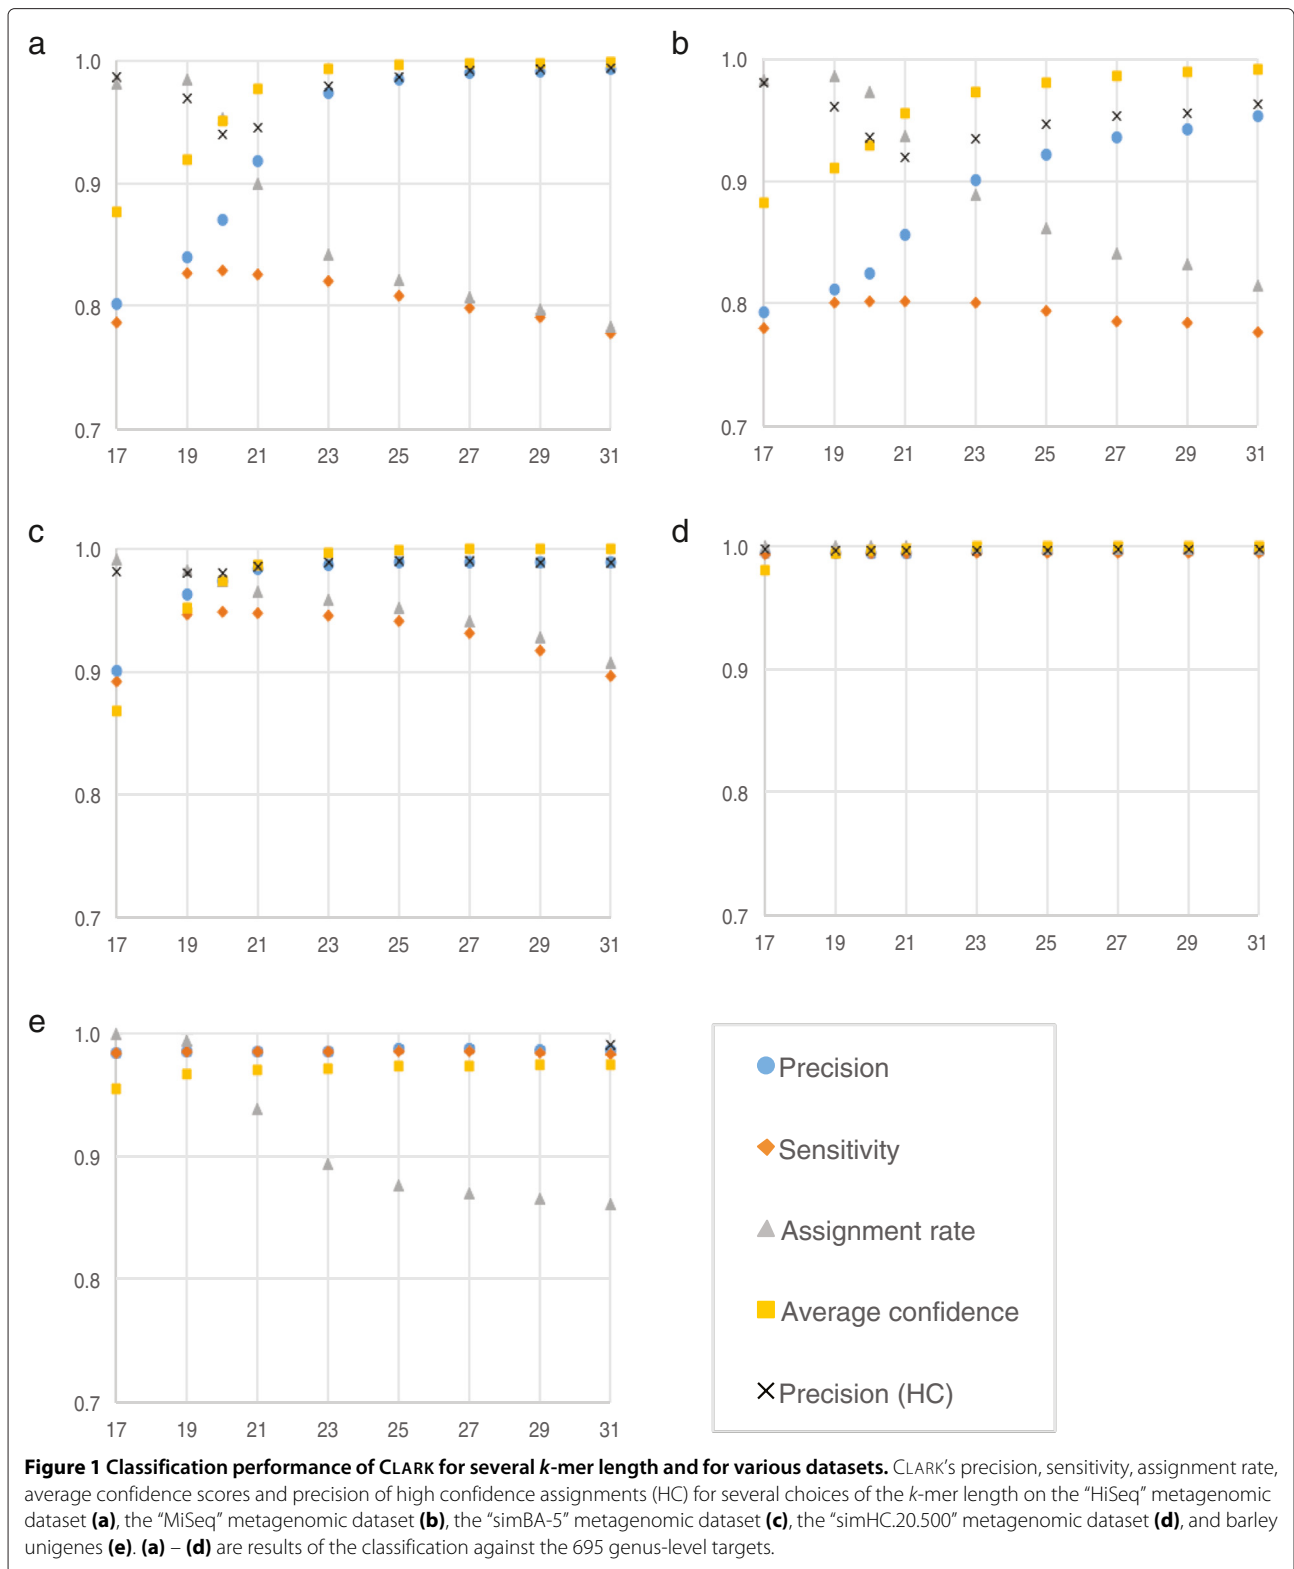 a
1.0
0.9
0.8
0.7
17 19 21 23 25 27 29 31
b
1.0
0.9
0.8
0.7
17 19 21 23 25 27 29 31
c
1.0
0.9
0.8
0.7
17 19 21 23 25 27 29 31
d
1.0
0.9
0.8
0.7
17 19 21 23 25 27 29 31
e
1.0
0.9
0.8
0.7
17 19 21 23 25 27 29 31
Precision
Sensitivity
Assignment rate
Average confidence
Precision (HC)
Figure 1 Classification performance of CLARK for several k-mer length and for various datasets. CLARK's precision, sensitivity, assignment rate,
average confidence scores and precision of high confidence assignments (HC) for several choices of the k-mer length on the "HiSeq" metagenomic
dataset (a), the "MiSeq" metagenomic dataset (b), the "simBA-5" metagenomic dataset (c), the "simHC.20.500" metagenomic dataset (d), and barley
unigenes (e). (a) – (d) are results of the classification against the 695 genus-level targets.